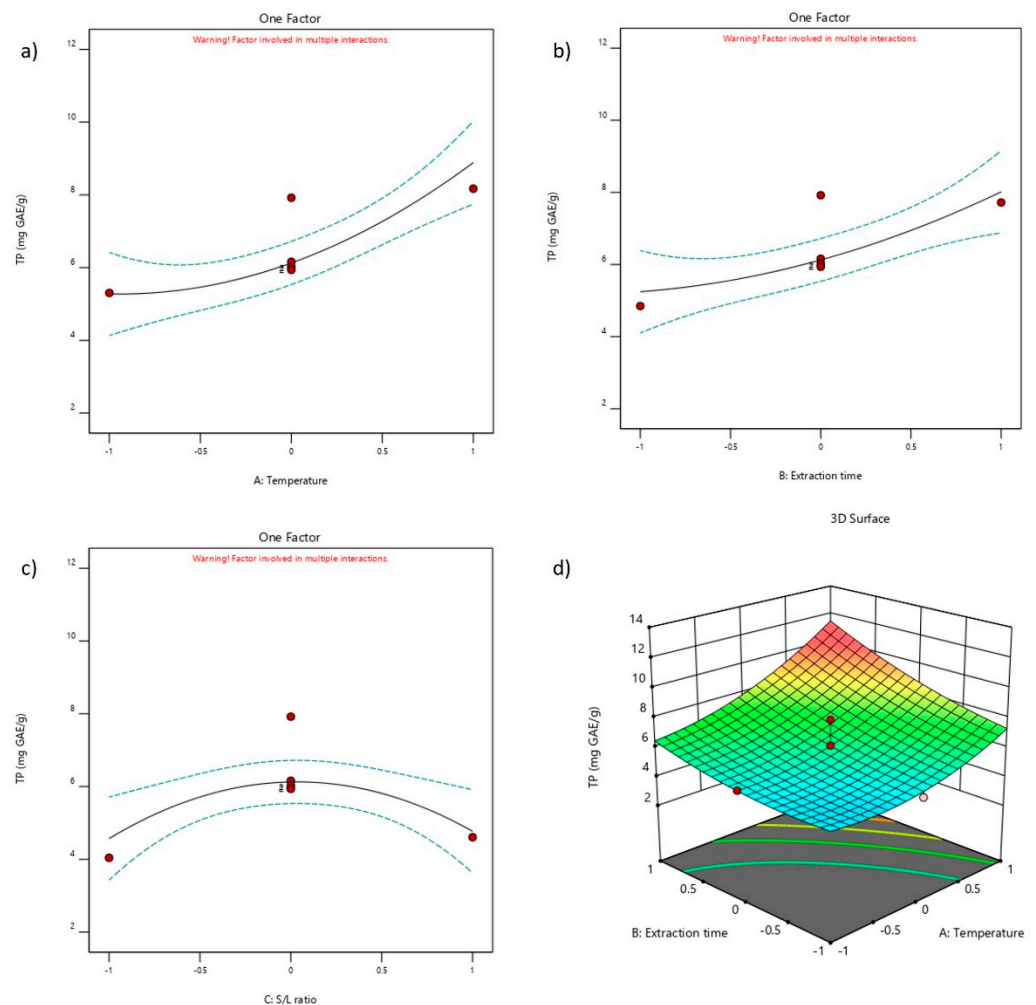 a)
One Factor
Warning! Factor involved in multiple interactions.
12
10
8
6
4
2
TP (mg GAE/g)
-1 -0.5 0 0.5 1
A: Temperature
b)
One Factor
Warning! Factor involved in multiple interactions.
12
10
8
6
4
2
TP (mg GAE/g)
-1 -0.5 0 0.5 1
B: Extraction time
c)
One Factor
Warning! Factor involved in multiple interactions.
12
10
8
6
4
2
TP (mg GAE/g)
-1 -0.5 0 0.5 1
C: S/L ratio
d)
3D Surface
14
12
10
8
6
4
2
TP (mg GAE/g)
1 0.5 0 -0.5 -1
B: Extraction time
-1 -0.5 0 0.5 1
A: Temperature